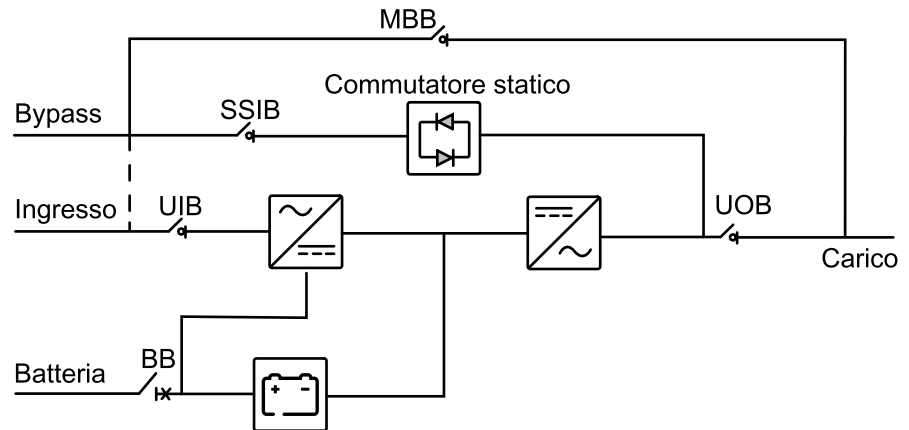 MBB
Commutatore statico
Bypass
SSIB
Ingresso
UIB
UOB
Carico
Batteria
BB